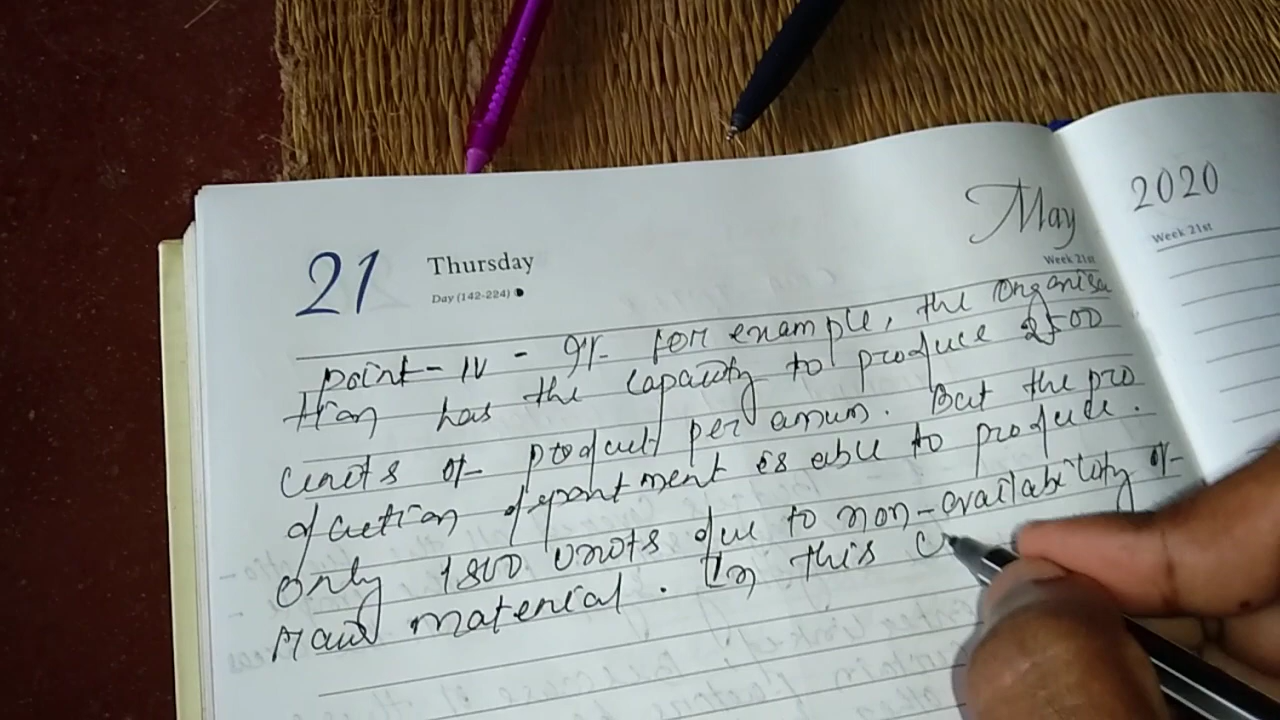 May
2020
Week 21st
Week 21st
21 Thursday
Day (142-224)
Point-IV - If for example, the Organisa
tion has the capacity to produce 2500
units of product per annum. But the pro
duction department is able to produce.
only 1800 units due to non-availability of
raw material. In this c